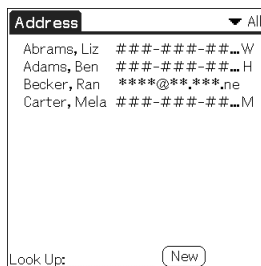 Address All
Abrams, Liz ###-###-##...W
Adams, Ben ###-###-##...H
Becker, Ran ****@**.***.ne
Carter, Mela ###-###-##...M
Look Up: New